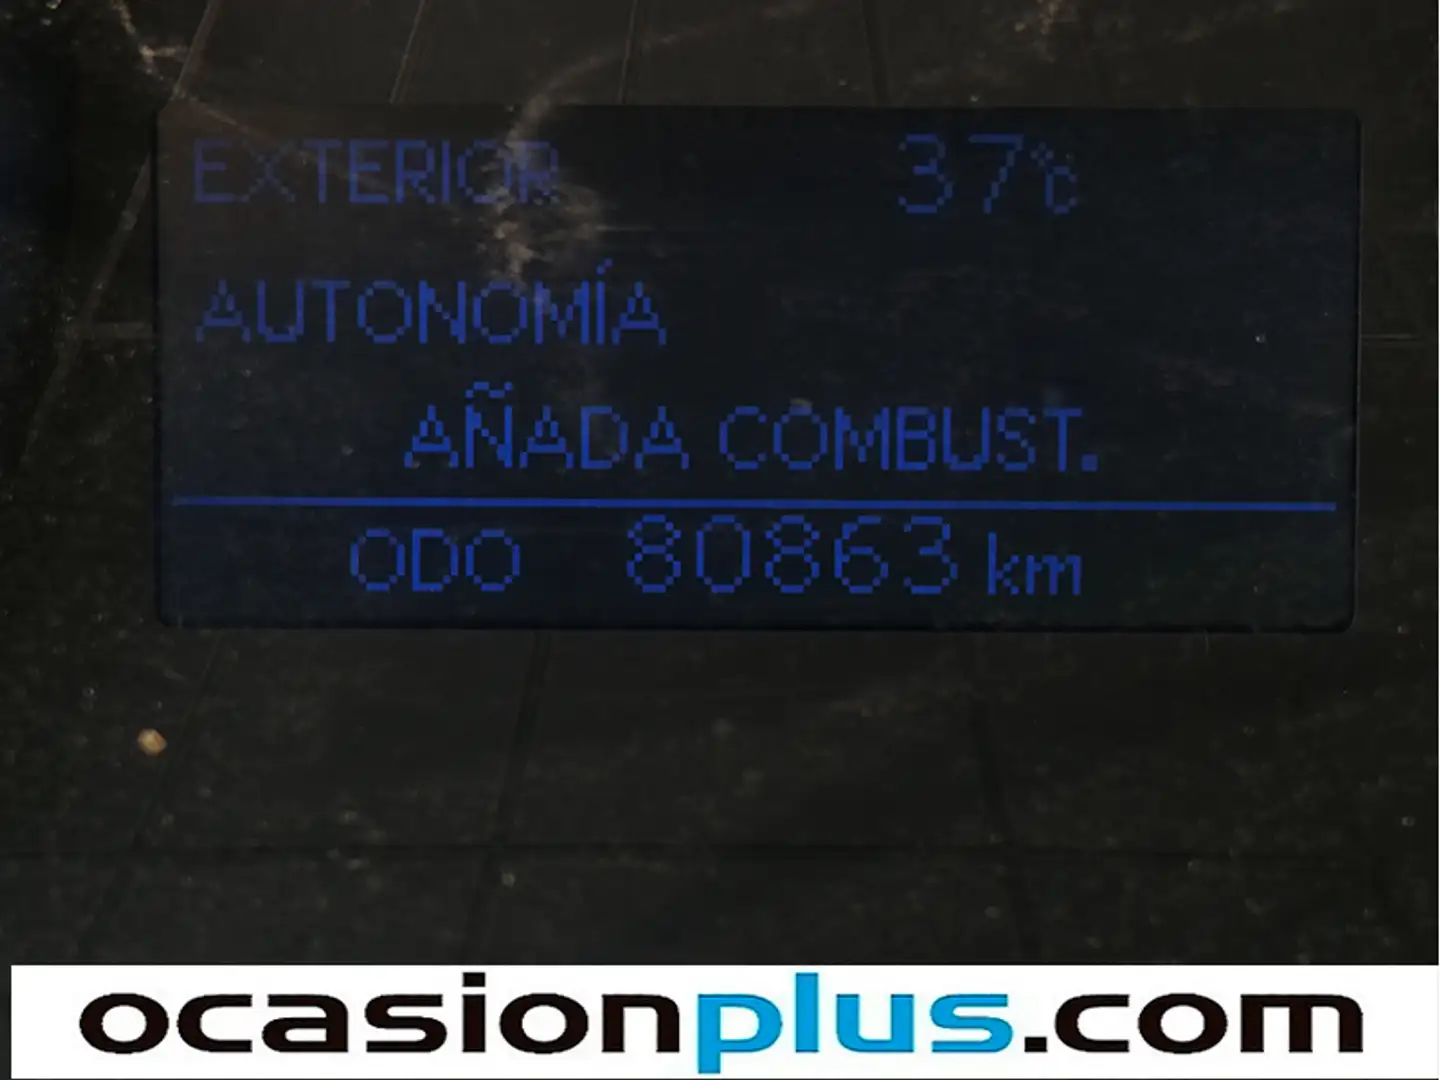 EXTERIOR 37°C
AUTONOMÍA
AÑADA COMBUST.
ODO 80863 km
ocasionplus.com